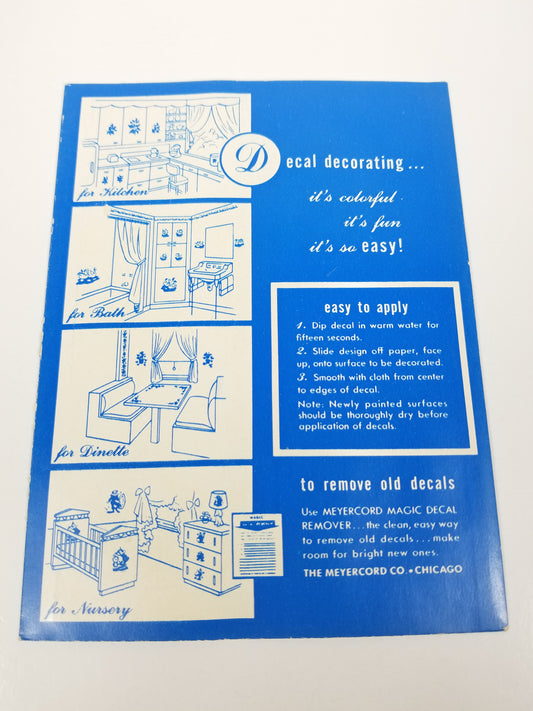 Decal decorating...
it's colorful
it's fun
it's so easy!
for Kitchen
for Bath
for Dinette
for Nursery
easy to apply
1. Dip decal in warm water for
fifteen seconds.
2. Slide design off paper, face
up, onto surface to be decorated.
3. Smooth with cloth from center
to edges of decal.
Note: Newly painted surfaces
should be thoroughly dry before
application of decals.
to remove old decals
Use MEYERCORD MAGIC DECAL
REMOVER...the clean, easy way
to remove old decals...make
room for bright new ones.
THE MEYERCORD CO. • CHICAGO
MAGIC